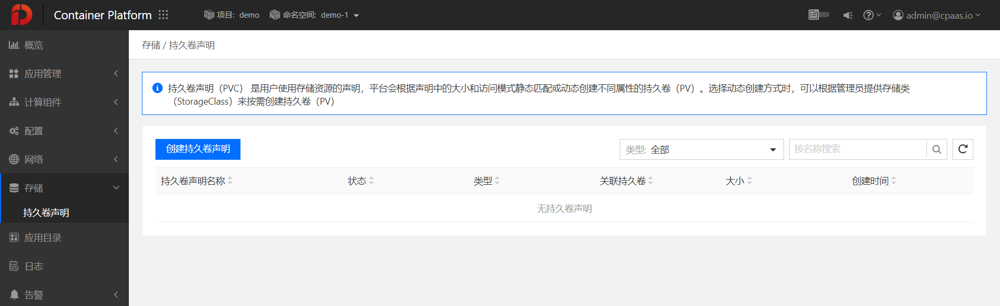 Container Platform
项目: demo
命名空间: demo-1
admin@cpaas.io
概览
应用管理
计算组件
配置
网络
存储
持久卷声明
应用目录
日志
告警
存储 / 持久卷声明
持久卷声明（PVC） 是用户使用存储资源的声明，平台会根据声明中的大小和访问模式静态匹配或动态创建不同属性的持久卷（PV）。选择动态创建方式时，可以根据管理员提供存储类
（StorageClass）来按需创建持久卷（PV）
创建持久卷声明
类型: 全部
按名称搜索
持久卷声明名称 状态 类型 关联持久卷 大小 创建时间
无持久卷声明